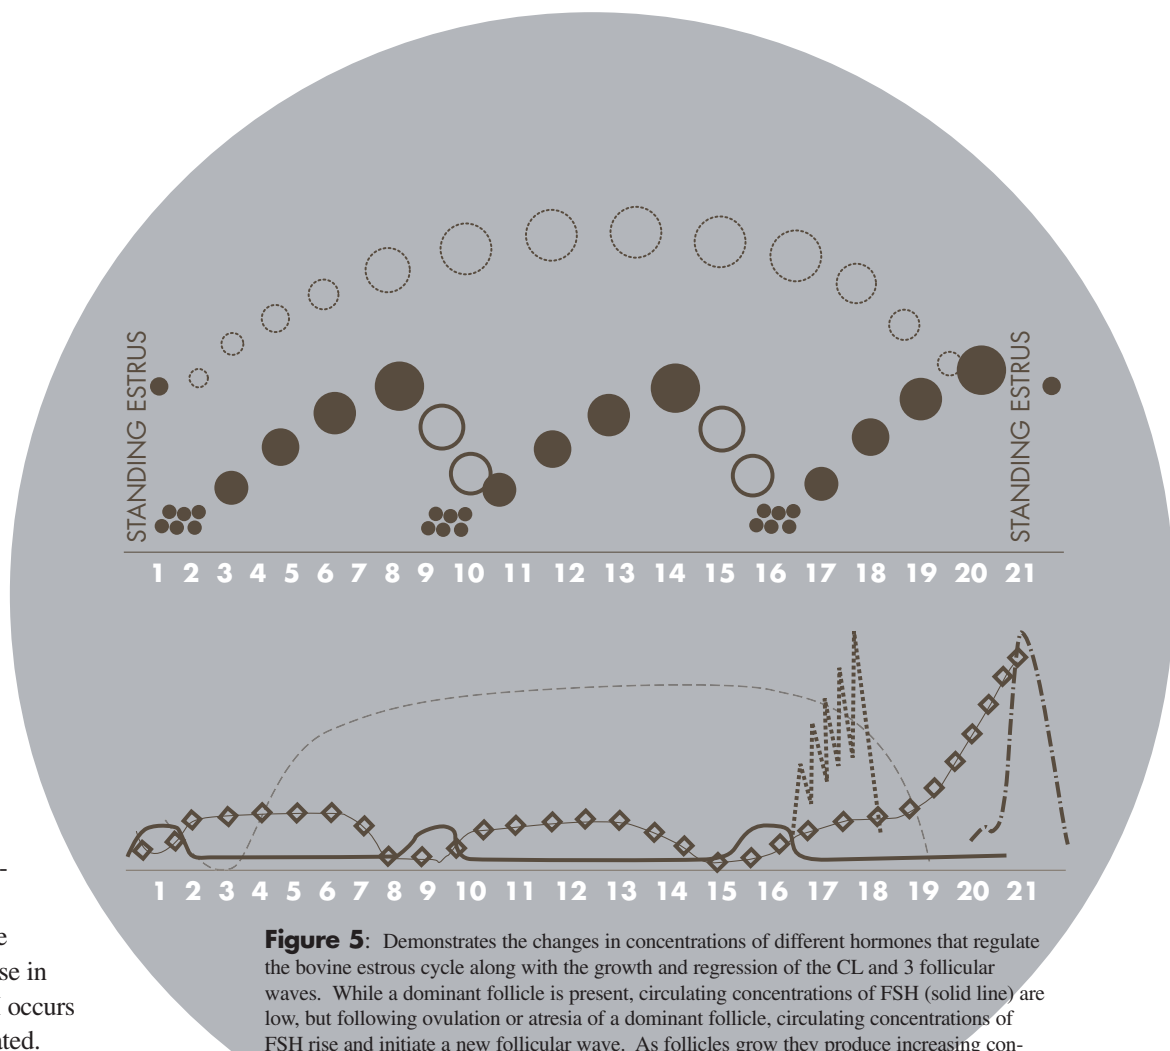 STANDING ESTRUS
STANDING ESTRUS
1 2 3 4 5 6 7 8 9 10 11 12 13 14 15 16 17 18 19 20 21
1 2 3 4 5 6 7 8 9 10 11 12 13 14 15 16 17 18 19 20 21
-
e
se in
occurs
ated.
Figure 5: Demonstrates the changes in concentrations of different hormones that regulate
the bovine estrous cycle along with the growth and regression of the CL and 3 follicular
waves. While a dominant follicle is present, circulating concentrations of FSH (solid line) are
low, but following ovulation or atresia of a dominant follicle, circulating concentrations of
FSH rise and initiate a new follicular wave. As follicles grow they produce increasing con-